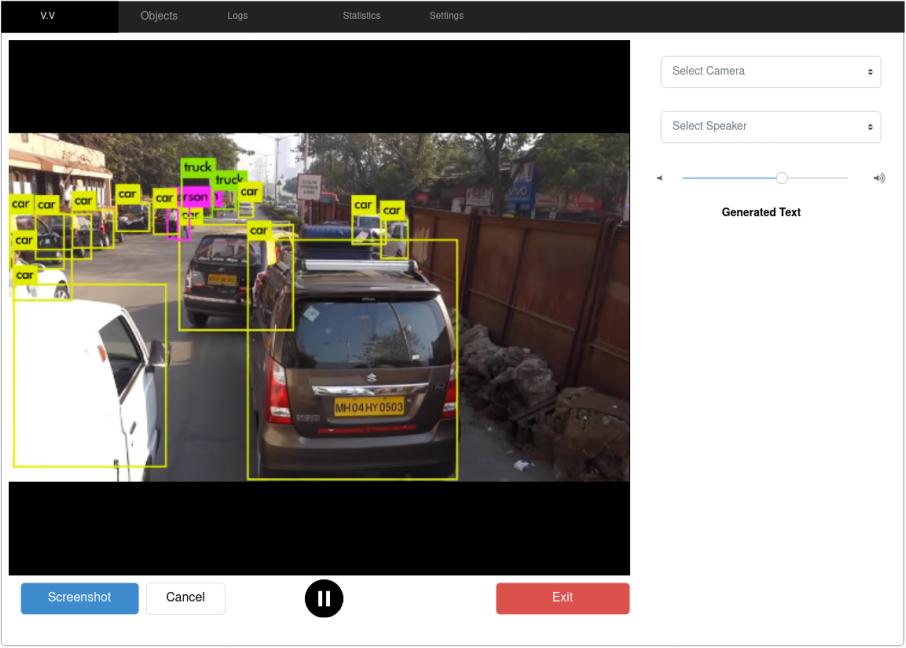 V.V
Objects
Logs
Statistics
Settings
Select Camera
Select Speaker
Generated Text
truck
truck
car
car
car
car
car
rson
car
car
car
car
car
car
car
vivo
MH04HY0503
Screenshot
Cancel
Exit